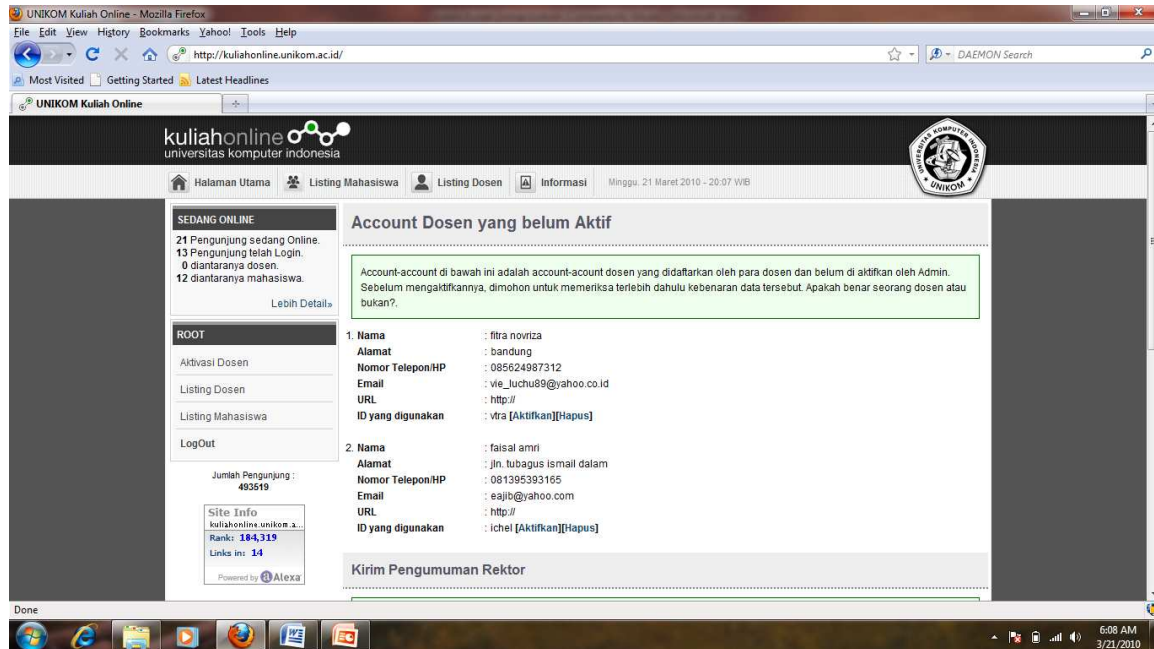 UNIKOM Kuliah Online - Mozilla Firefox
File Edit View History Bookmarks Yahoo! Tools Help
http://kuliahonline.unikom.ac.id/
DAEMON Search
Most Visited Getting Started Latest Headlines
UNIKOM Kuliah Online
kuliahonline
universitas komputer indonesia
UNIVERSITAS KOMPUTER INDONESIA
UNIKOM
Halaman Utama Listing Mahasiswa Listing Dosen Informasi Minggu. 21 Maret 2010 - 20:07 WIB
SEDANG ONLINE
21 Pengunjung sedang Online.
13 Pengunjung telah Login.
0 diantaranya dosen.
12 diantaranya mahasiswa.
Lebih Detail»
ROOT
Aktivasi Dosen
Listing Dosen
Listing Mahasiswa
LogOut
Jumlah Pengunjung :
493519
Site Info
kuliahonline.unikom.a...
Rank: 184,319
Links in: 14
Powered by Alexa
Account Dosen yang belum Aktif
Account-account di bawah ini adalah account-acount dosen yang didaftarkan oleh para dosen dan belum di aktifkan oleh Admin.
Sebelum mengaktifkannya, dimohon untuk memeriksa terlebih dahulu kebenaran data tersebut. Apakah benar seorang dosen atau
bukan?.
1. Nama : fitra novriza
Alamat : bandung
Nomor Telepon/HP : 085624987312
Email : vie_luchu89@yahoo.co.id
URL : http://
ID yang digunakan : vtra [Aktifkan][Hapus]
2. Nama : faisal amri
Alamat : jln. tubagus ismail dalam
Nomor Telepon/HP : 081395393165
Email : eajib@yahoo.com
URL : http://
ID yang digunakan : ichel [Aktifkan][Hapus]
Kirim Pengumuman Rektor
Done
6:08 AM
3/21/2010